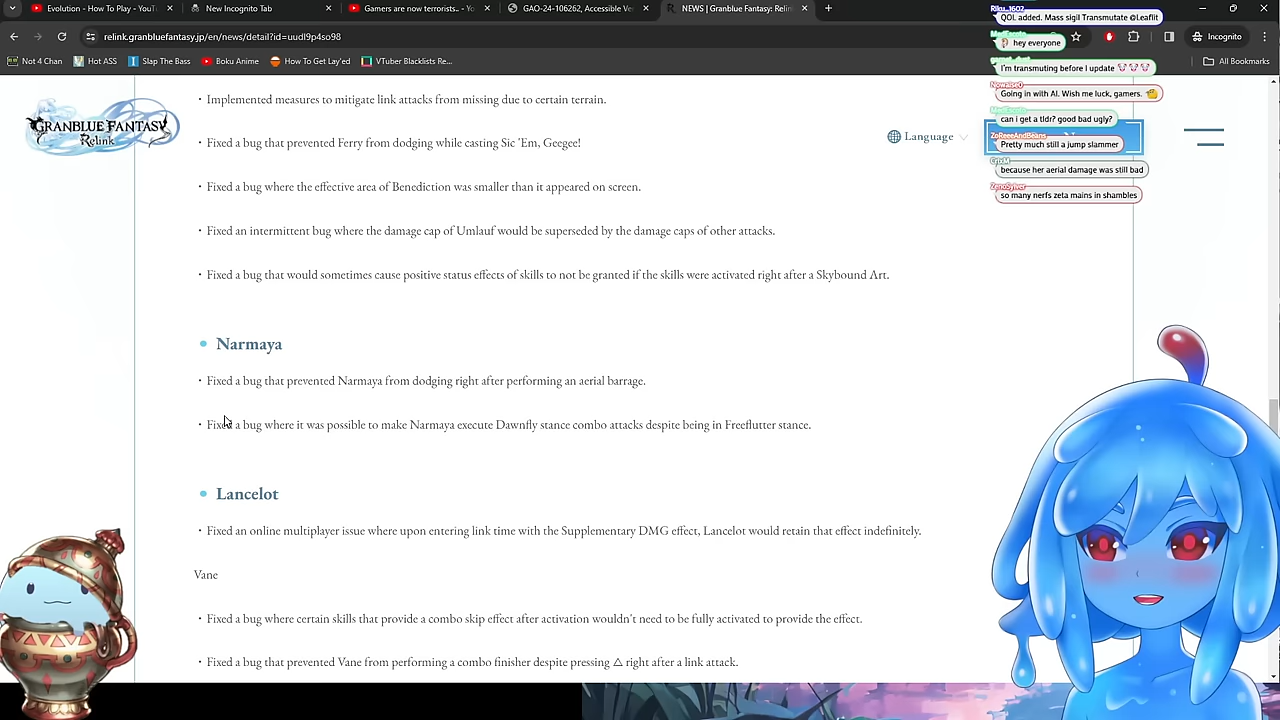 Evolution - How To Play - YouT
New Incognito Tab
Gamers are now terrorists...
GAO-24-106262, Accessible Ve
NEWS | Granblue Fantasy: Relin
relink.granbluefantasy.jp/en/news/detail?id=uor9p4s898
Incognito
Not 4 Chan
Hot ASS
Slap The Bass
Boku Anime
How To Get Married
VTuber Blacklists Re...
All Bookmarks
Riku_1602
QOL added. Mass sigil Transmutate @Leaflit
hey everyone
I'm transmuting before I update
Going in with AI. Wish me luck, gamers.
can i get a tldr? good bad ugly?
ZoReeeAndBeans
Pretty much still a jump slammer
because her aerial damage was still bad
ZenoSylver
so many nerfs zeta mains in shambles
GRANBLUE FANTASY
Relink
Language
・Implemented measures to mitigate link attacks from missing due to certain terrain.
・Fixed a bug that prevented Ferry from dodging while using Sic 'Em, Geegee!
・Fixed a bug where the effective area of Benediction was smaller than it appeared on screen.
・Fixed an intermittent bug where the damage cap of Umlauf would be superseded by the damage caps of other attacks.
・Fixed a bug that would sometimes cause positive status effects of skills to not be granted if the skills were activated right after a Skybound Art.
Narmaya
・Fixed a bug that prevented Narmaya from dodging right after performing an aerial barrage.
・Fixed a bug where it was possible to make Narmaya execute Dawnfly stance combo attacks despite being in Freeflutter stance.
Lancelot
・Fixed an online multiplayer issue where upon entering link time with the Supplementary DMG effect, Lancelot would retain that effect indefinitely.
Vane
・Fixed a bug where certain skills that provide a combo skip effect after activation wouldn't need to be fully activated to provide the effect.
・Fixed a bug that prevented Vane from performing a combo finisher despite pressing △ right after a link attack.